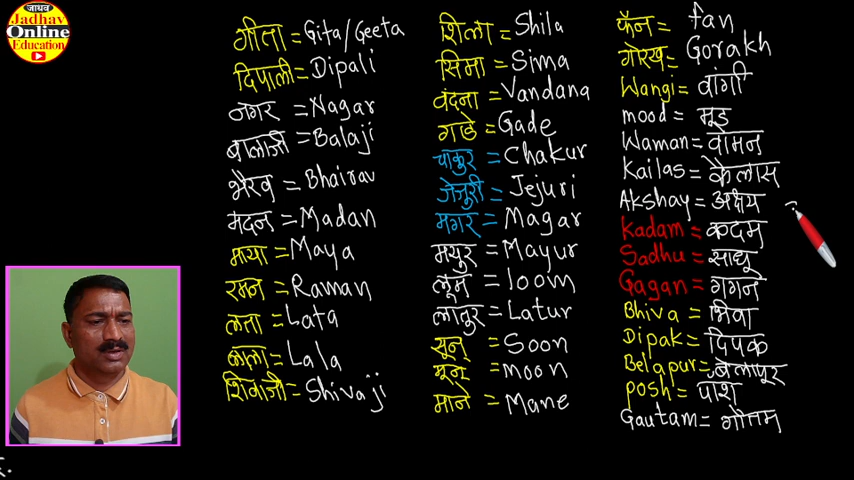 जाधव
Jadhav
Online
Education
गीता = Gita/Geeta
दिपाली = Dipali
नगर = Nagar
बालाजी = Balaji
भैरव = Bhairav
मदन = Madan
माया = Maya
रमन = Raman
लता = Lata
लाला = Lala
शिवाजी = Shivaji
शिला = Shila
सिमा = Sima
वंदना = Vandana
गाडे = Gade
चाकुर = Chakur
जेजुरी = Jejuri
मगर = Magar
मयुर = Mayur
लूम = loom
लातुर = Latur
सून = Soon
मून = moon
माने = Mane
फॅन = fan
गोरख = Gorakh
Wangi = वांगी
mood = मूड
Waman = वामन
Kailas = कैलास
Akshay = अक्षय
Kadam = कदम
Sadhu = साधू
Gagan = गगन
Bhiva = भिवा
Dipak = दिपक
Belapur = बेलापूर
posh = पॉश
Gautam = गौतम